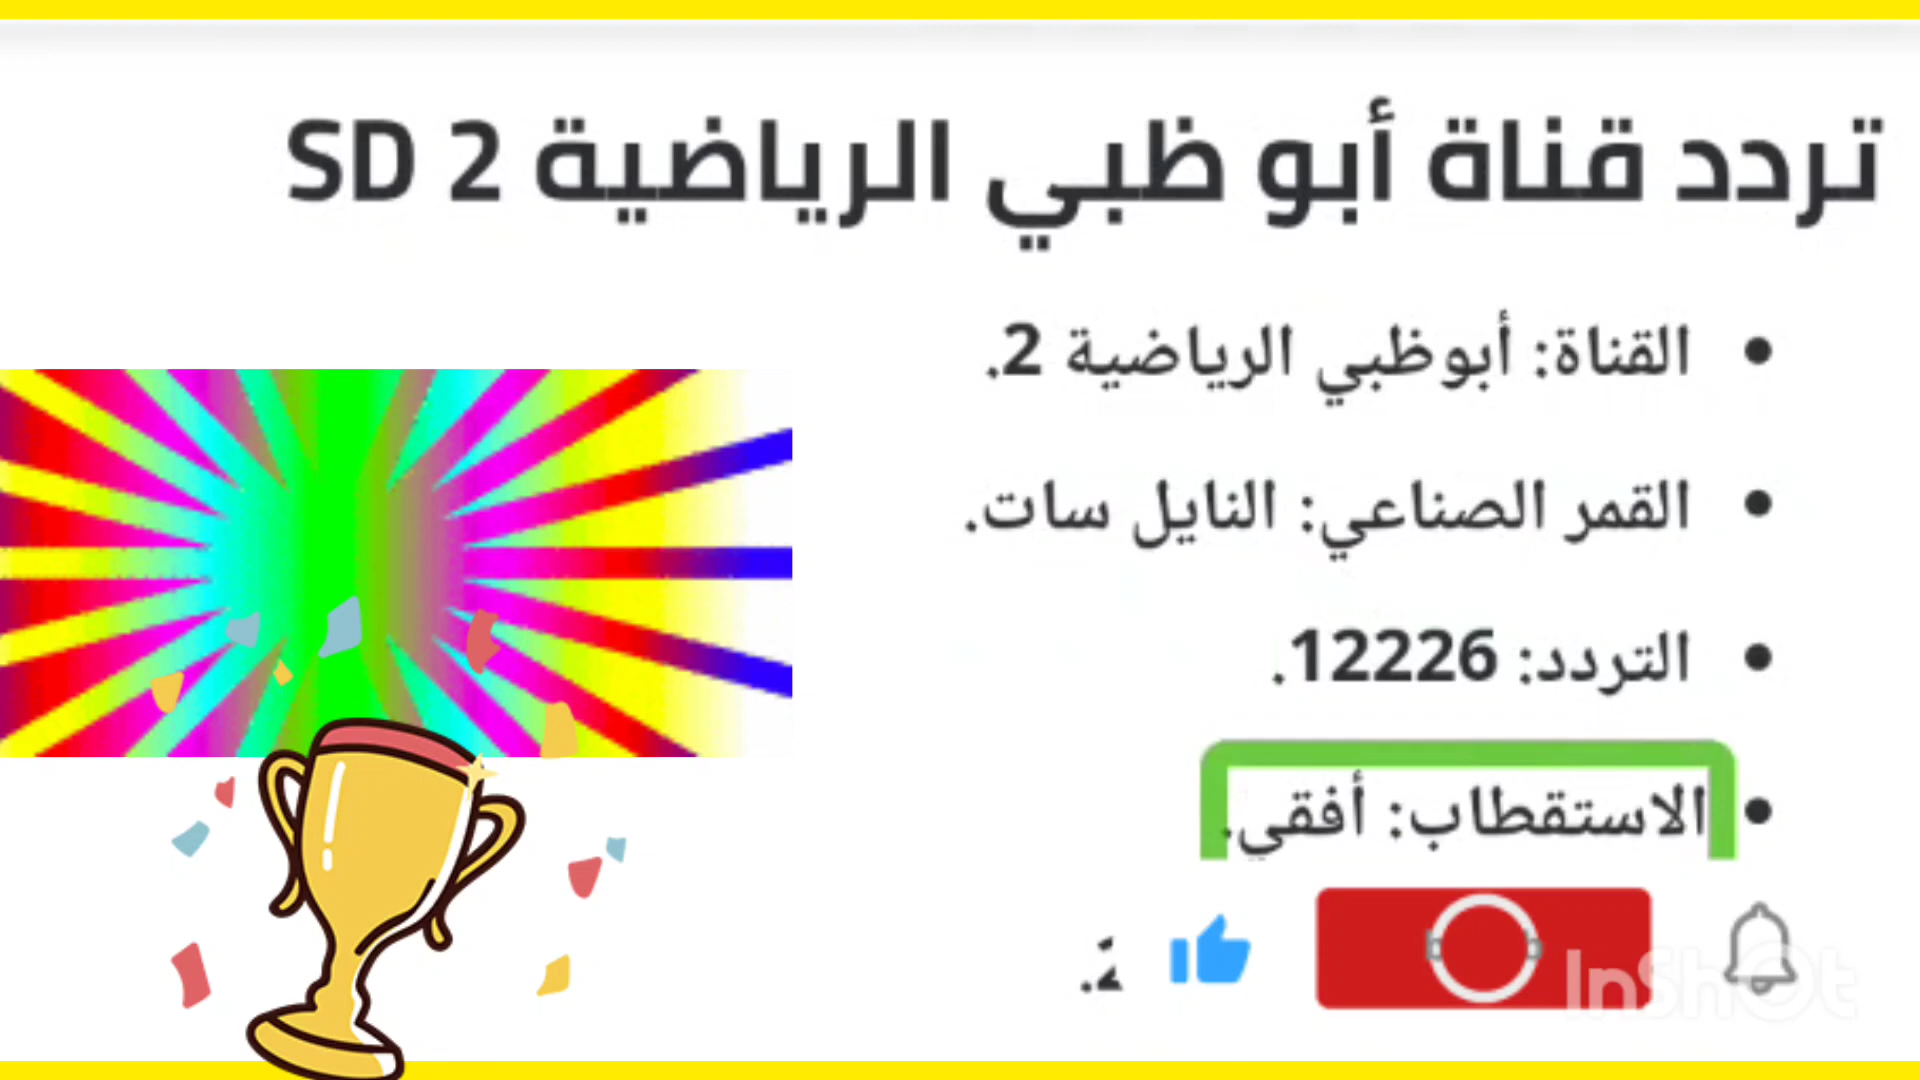 تردد قناة أبو ظبي الرياضية 2 SD
القناة: أبوظبي الرياضية 2.
القمر الصناعي: النايل سات.
التردد: 12226.
الاستقطاب: أفقي.
InShOt